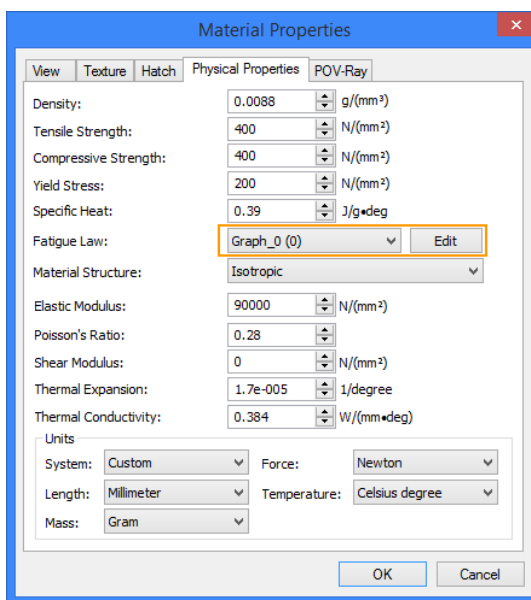 Material Properties
×
View Texture Hatch Physical Properties POV-Ray
Density: 0.0088 g/(mm³)
Tensile Strength: 400 N/(mm²)
Compressive Strength: 400 N/(mm²)
Yield Stress: 200 N/(mm²)
Specific Heat: 0.39 J/g•deg
Fatigue Law: Graph_0 (0) Edit
Material Structure: Isotropic
Elastic Modulus: 90000 N/(mm²)
Poisson's Ratio: 0.28
Shear Modulus: 0 N/(mm²)
Thermal Expansion: 1.7e-005 1/degree
Thermal Conductivity: 0.384 W/(mm•deg)
Units
System: Custom Force: Newton
Length: Millimeter Temperature: Celsius degree
Mass: Gram
OK Cancel